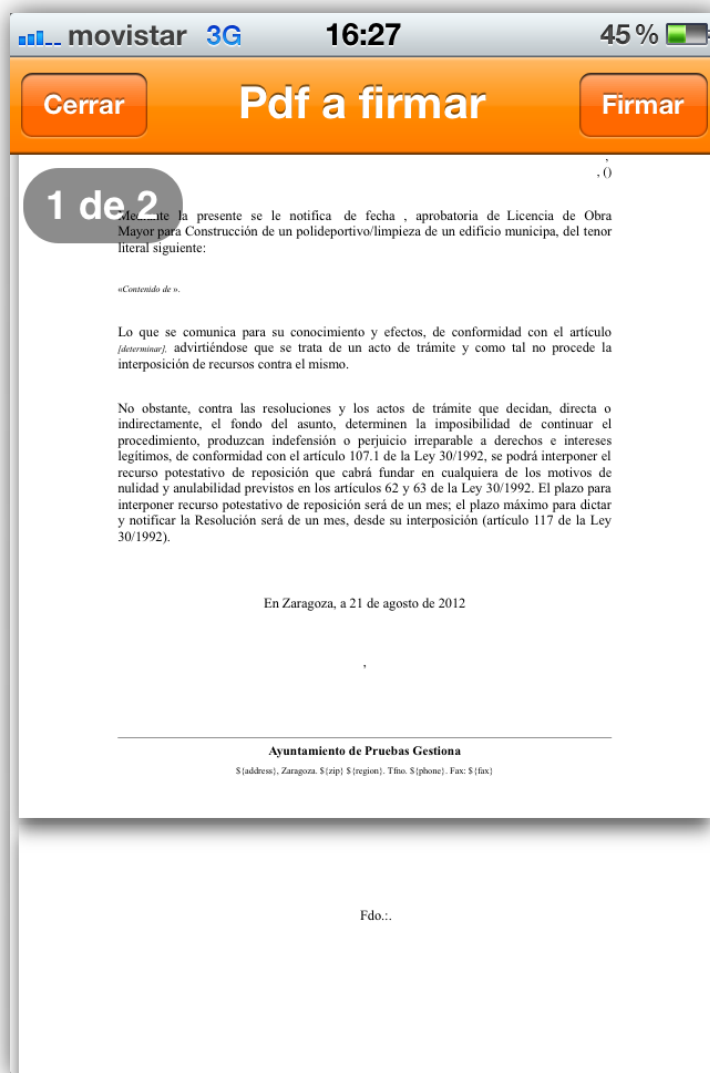 movistar 3G 16:27 45 %
Cerrar Pdf a firmar Firmar
,
, ()
1 de 2
Mediante la presente se le notifica de fecha , aprobatoria de Licencia de Obra
Mayor para Construcción de un polideportivo/limpieza de un edificio municipa, del tenor
literal siguiente:
«Contenido de ».
Lo que se comunica para su conocimiento y efectos, de conformidad con el artículo
[determinar], advirtiéndose que se trata de un acto de trámite y como tal no procede la
interposición de recursos contra el mismo.
No obstante, contra las resoluciones y los actos de trámite que decidan, directa o
indirectamente, el fondo del asunto, determinen la imposibilidad de continuar el
procedimiento, produzcan indefensión o perjuicio irreparable a derechos e intereses
legítimos, de conformidad con el artículo 107.1 de la Ley 30/1992, se podrá interponer el
recurso potestativo de reposición que cabrá fundar en cualquiera de los motivos de
nulidad y anulabilidad previstos en los artículos 62 y 63 de la Ley 30/1992. El plazo para
interponer recurso potestativo de reposición será de un mes; el plazo máximo para dictar
y notificar la Resolución será de un mes, desde su interposición (artículo 117 de la Ley
30/1992).
En Zaragoza, a 21 de agosto de 2012
,
Ayuntamiento de Pruebas Gestiona
${address}, Zaragoza. ${zip} ${region}. Tfno. ${phone}. Fax: ${fax}
Fdo.:.